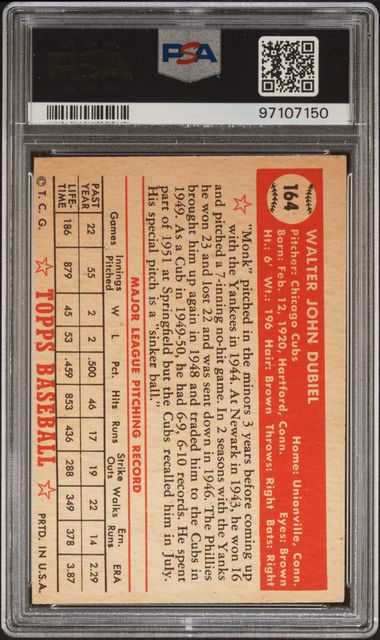 PSA
PSA
97107150
164
WALTER JOHN DUBIEL
Pitcher: Chicago Cubs Home: Unionville, Conn.
Born: Feb. 12, 1920, Hartford, Conn. Eyes: Brown
Ht.: 6' Wt.: 196 Hair: Brown Throws: Right Bats: Right
"Monk" pitched in the minors 3 years before coming up
with the Yankees in 1944. At Newark in 1943, he won 16
and pitched a 7-inning no-hit game. In 2 seasons with the Yanks
he won 23 and lost 22 and was sent down in 1946. The Phillies
brought him up again in 1948 and traded him to the Cubs in
1949. As a Cub in 1949-50, he had 6-9, 6-10 records. He spent
part of 1951 at Springfield but the Cubs recalled him in July.
His special pitch is a "sinker ball."
MAJOR LEAGUE PITCHING RECORD
Games Innings Pitched W L Pct. Hits Runs Strike Outs Walks Ern. Runs ERA
PAST YEAR 22 55 2 2 .500 46 17 19 22 14 2.29
LIFE-TIME 186 879 45 53 .459 853 436 288 349 378 3.87
© T. C. G. TOPPS BASEBALL PRTD. IN U.S.A.